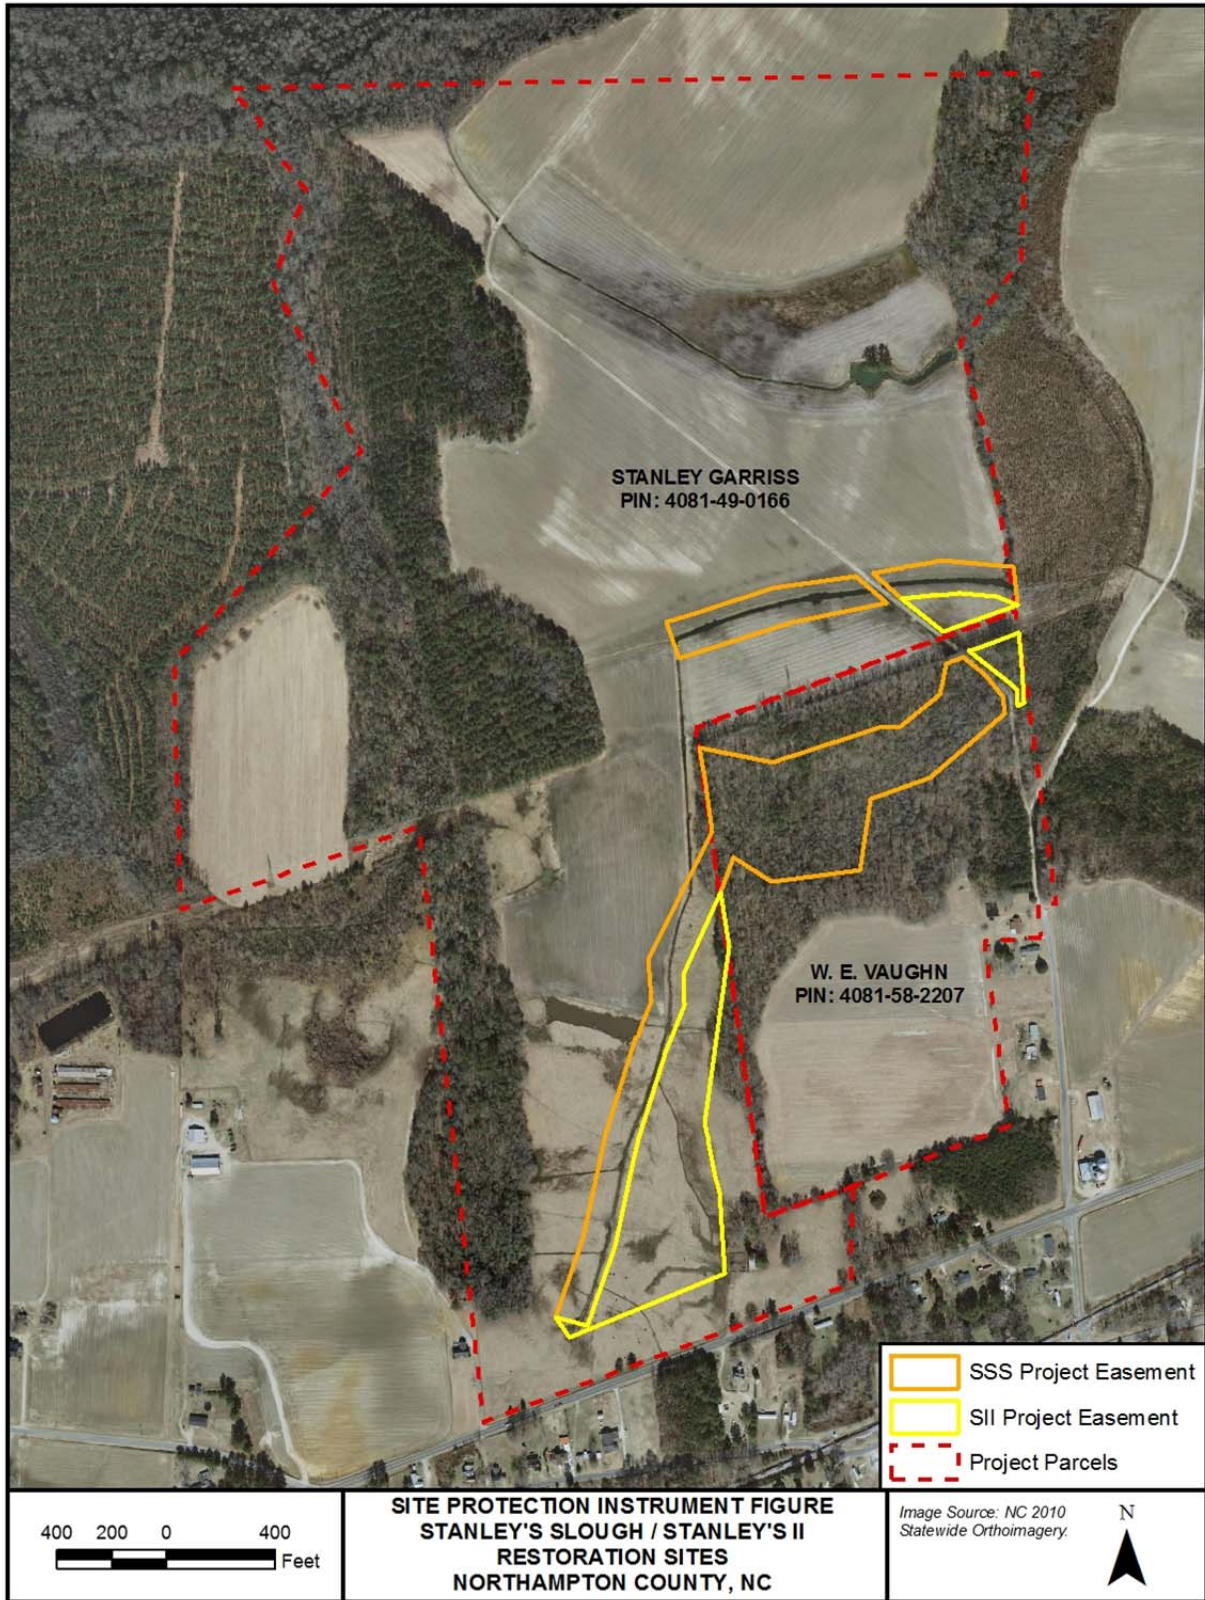 STANLEY GARRISS
PIN: 4081-49-0166
W. E. VAUGHN
PIN: 4081-58-2207
SSS Project Easement
SII Project Easement
Project Parcels
400 200 0 400
Feet
SITE PROTECTION INSTRUMENT FIGURE
STANLEY'S SLOUGH / STANLEY'S II
RESTORATION SITES
NORTHAMPTON COUNTY, NC
Image Source: NC 2010
Statewide Orthoimagery.
N